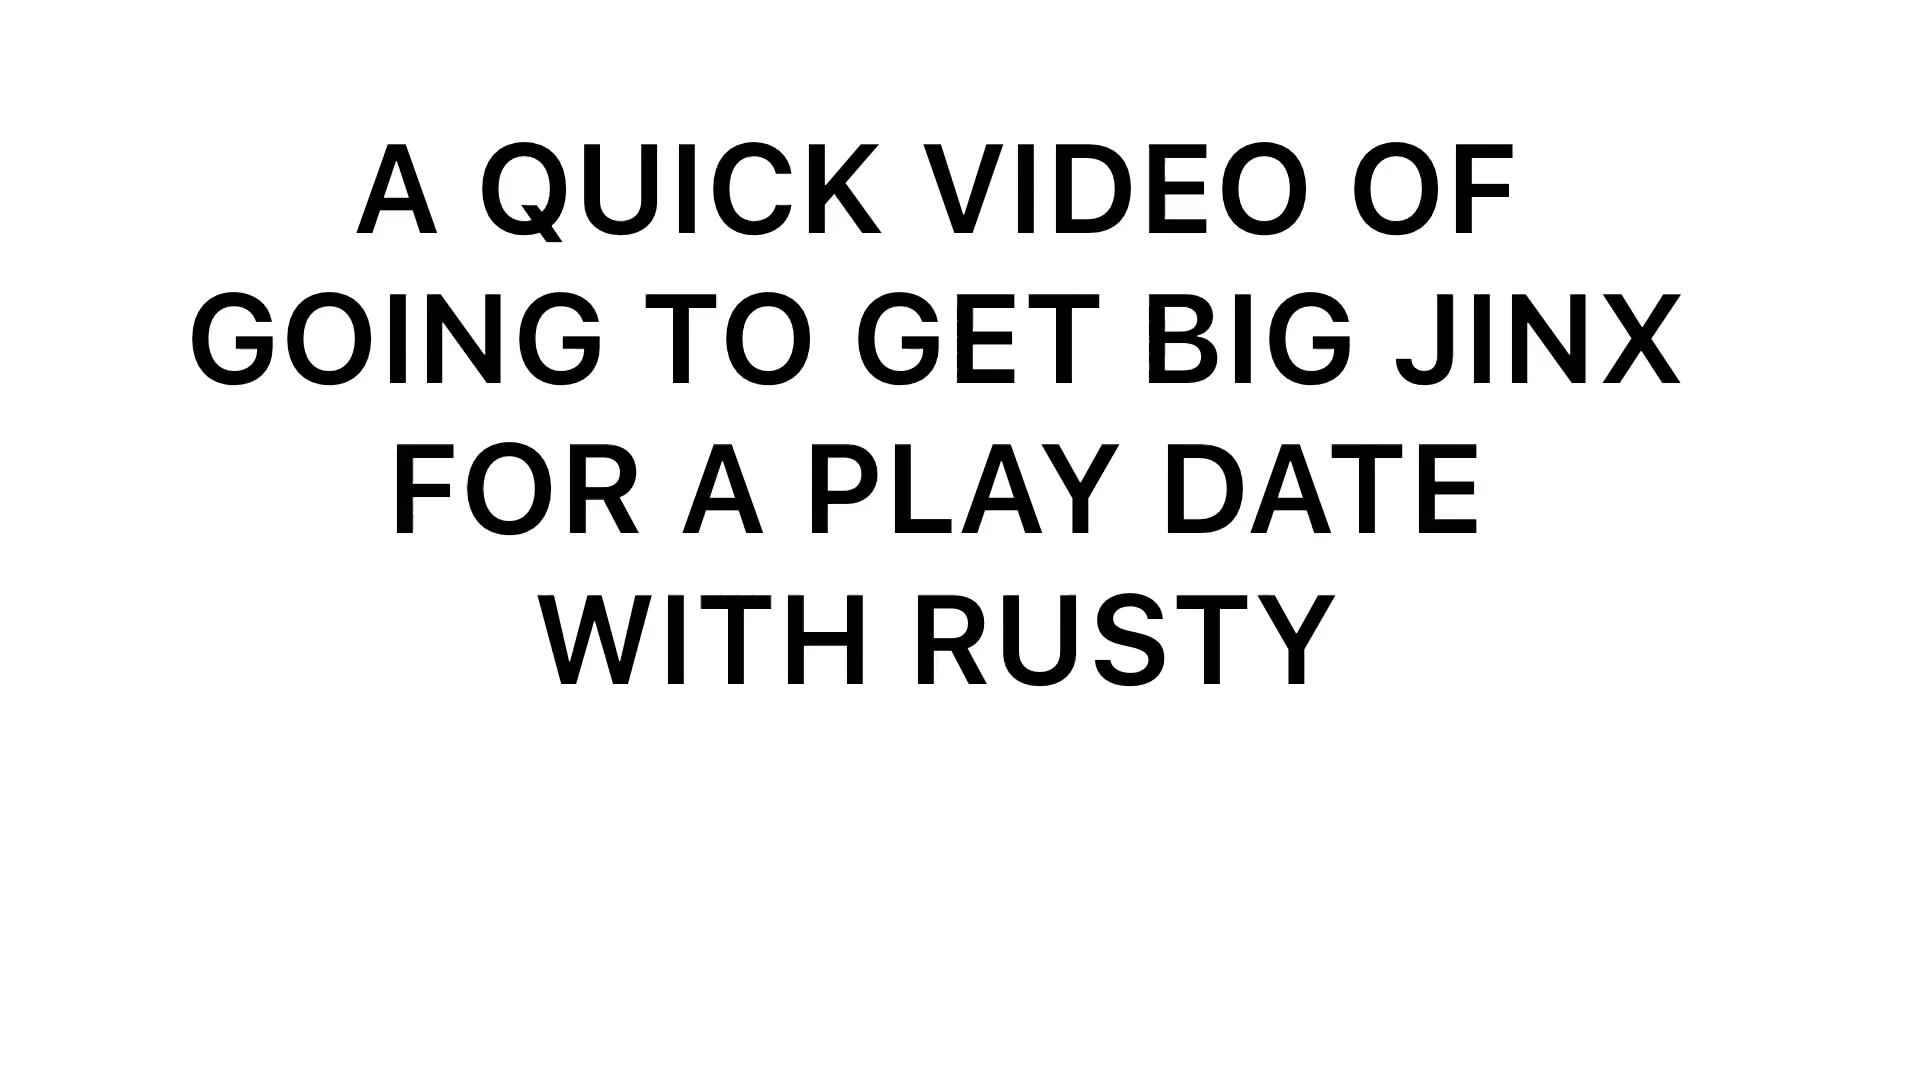 A QUICK VIDEO OF
GOING TO GET BIG JINX
FOR A PLAY DATE
WITH RUSTY